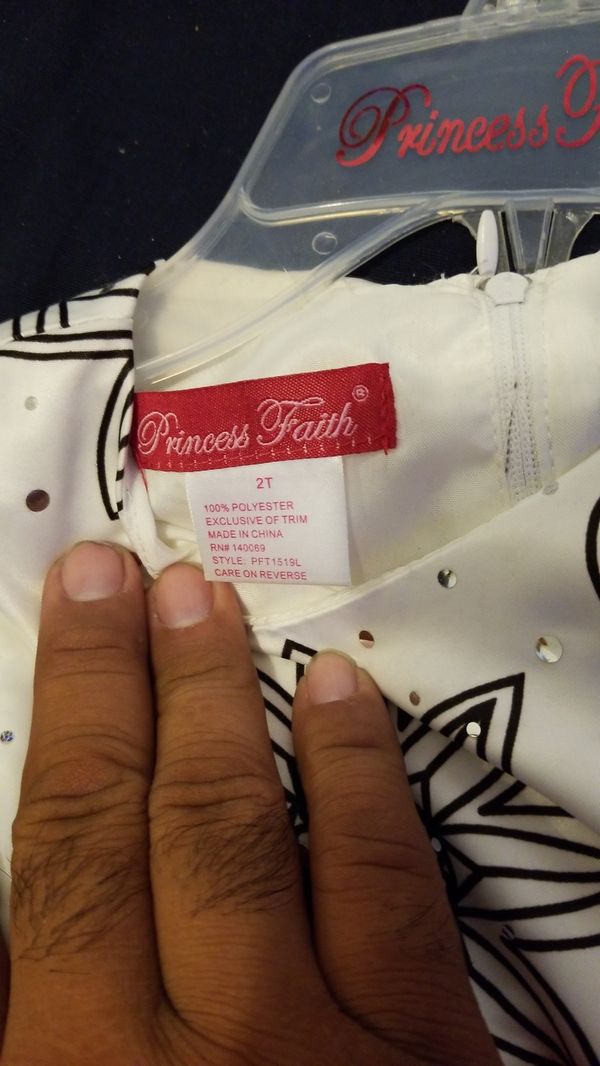 Princess
Princess Faith®
2T
100% POLYESTER
EXCLUSIVE OF TRIM
MADE IN CHINA
RN# 140069
STYLE: PFT1519L
CARE ON REVERSE